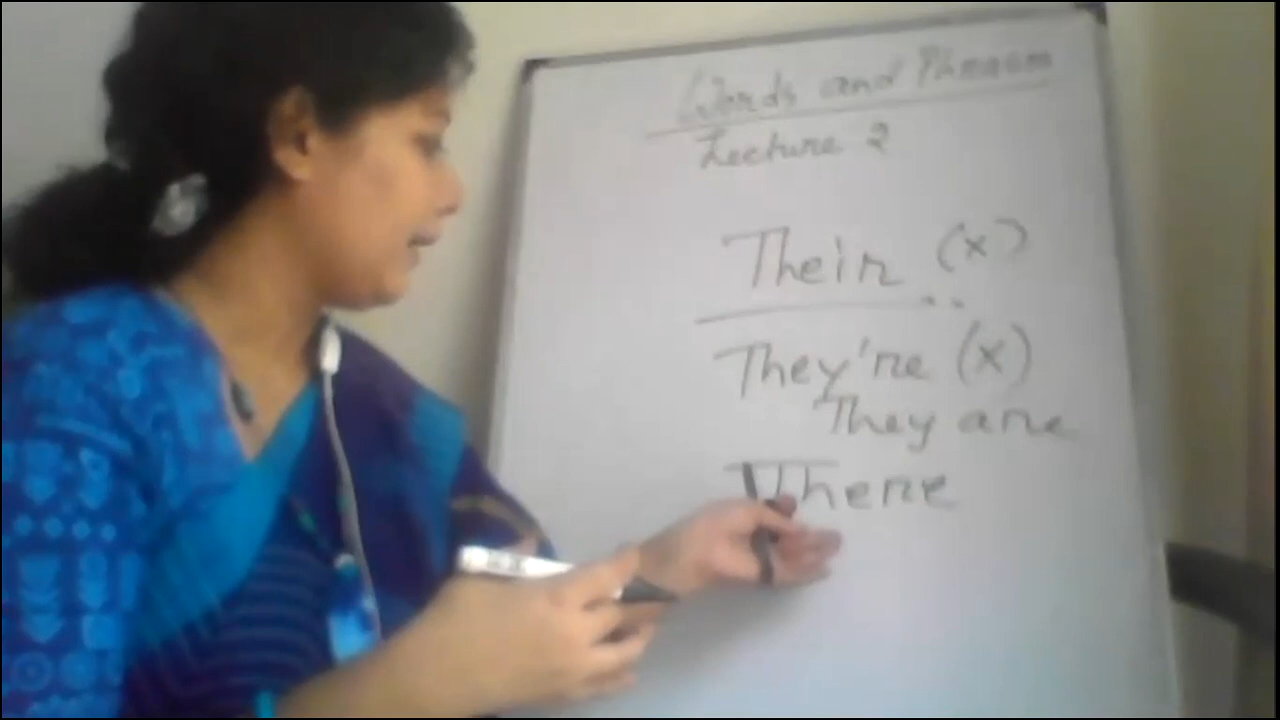 Words and Phrases
Lecture 2
Their (x)
They're (x)
They are
There